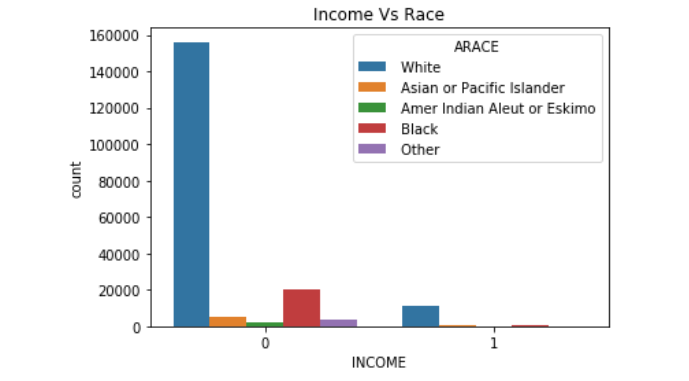 Income Vs Race
160000
140000
120000
100000
80000
60000
40000
20000
0
count
ARACE
White
Asian or Pacific Islander
Amer Indian Aleut or Eskimo
Black
Other
0 1
INCOME